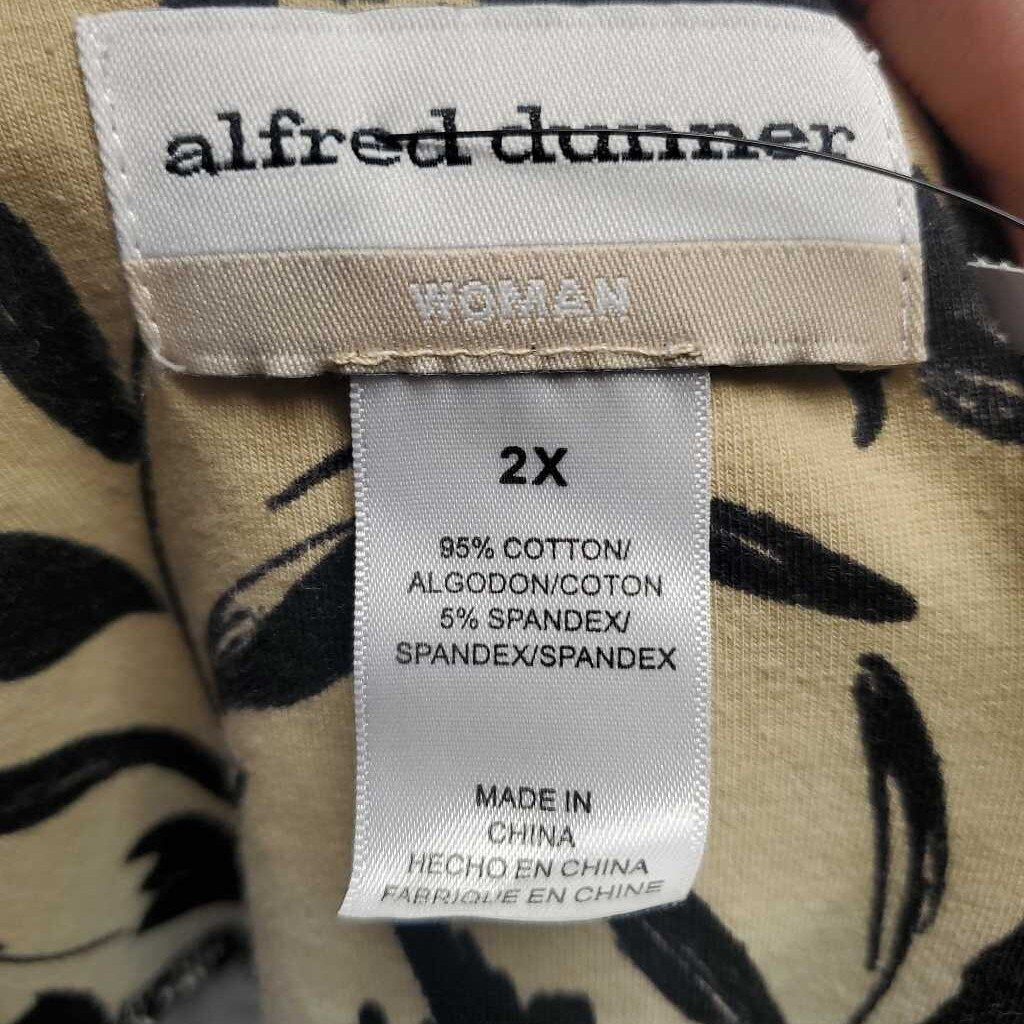 alfred dunner
WOMAN
2X
95% COTTON/
ALGODON/COTON
5% SPANDEX/
SPANDEX/SPANDEX
MADE IN
CHINA
HECHO EN CHINA
FABRIQUE EN CHINE